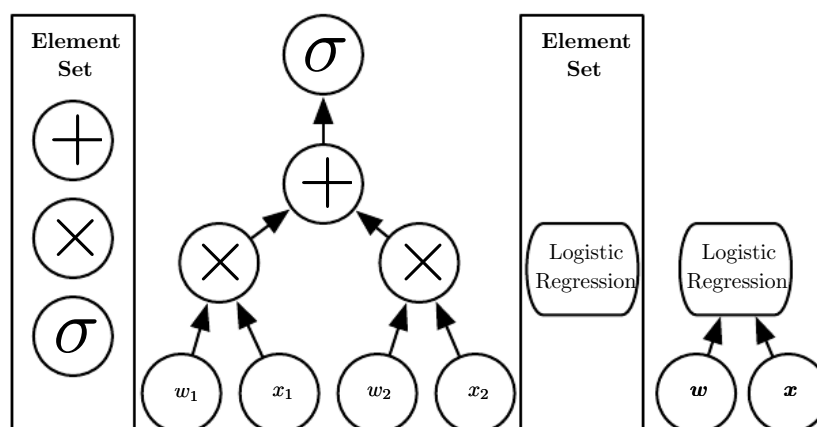 Element
Set
+
×
σ
σ
+
×
×
w₁
x₁
w₂
x₂
Element
Set
Logistic
Regression
Logistic
Regression
w
x